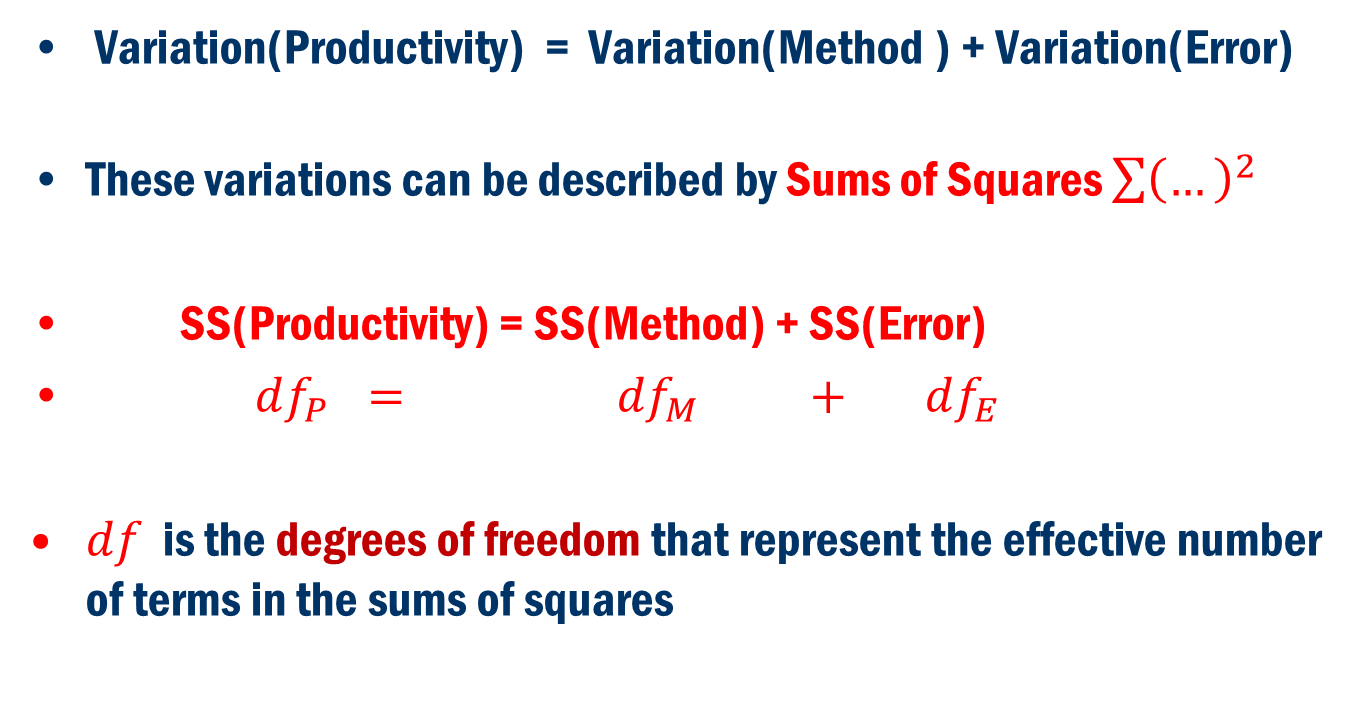 • Variation(Productivity) = Variation(Method ) + Variation(Error)
• These variations can be described by Sums of Squares ∑(… )²
• SS(Productivity) = SS(Method) + SS(Error)
• 𝑑𝑓_𝑃 = 𝑑𝑓_𝑀 + 𝑑𝑓_𝐸
• 𝑑𝑓 is the degrees of freedom that represent the effective number
of terms in the sums of squares